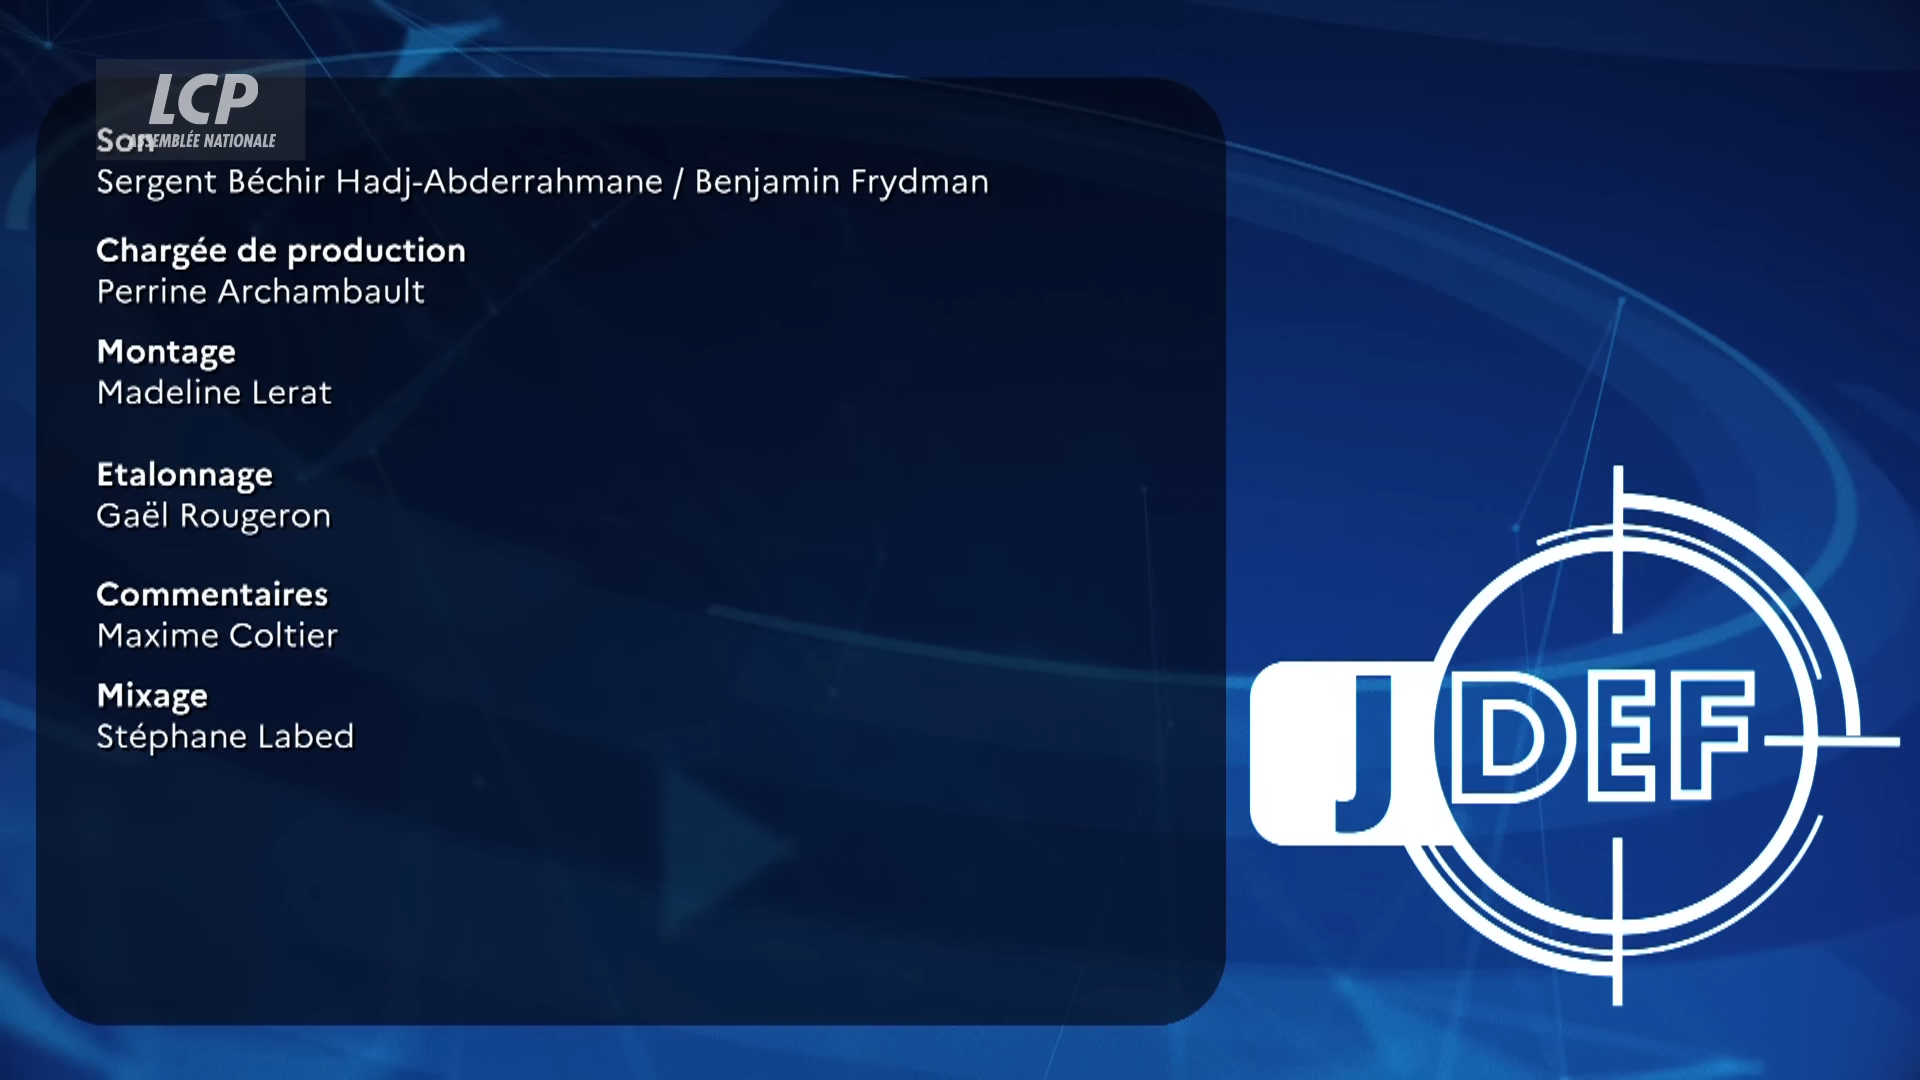 LCP
ASSEMBLÉE NATIONALE
Son
Sergent Béchir Hadj-Abderrahmane / Benjamin Frydman
Chargée de production
Perrine Archambault
Montage
Madeline Lerat
Etalonnage
Gaël Rougeron
Commentaires
Maxime Coltier
Mixage
Stéphane Labed
JDEF